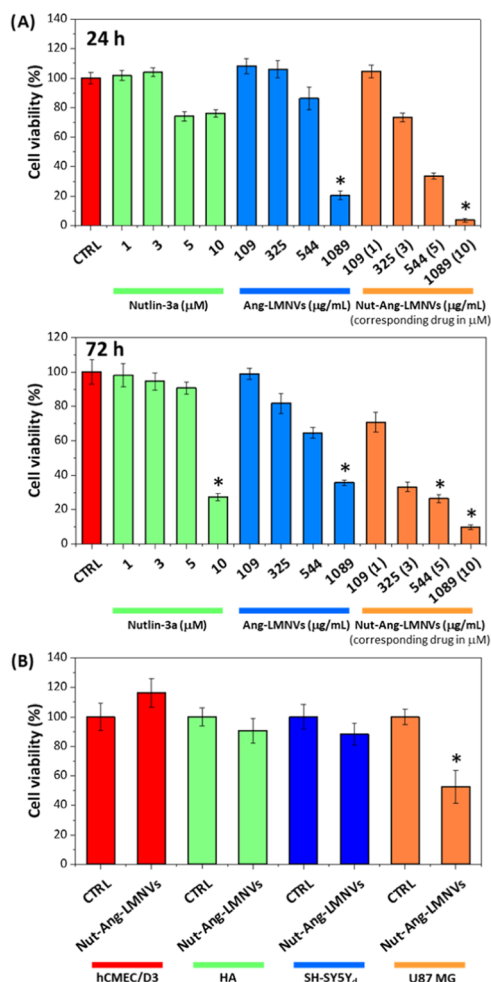 (A)
24 h
Cell viability (%)
140
120
100
80
60
40
20
0
*
*
CTRL
1
3
5
10
109
325
544
1089
109 (1)
325 (3)
544 (5)
1089 (10)
Nutlin-3a (μM)
Ang-LMNVs (μg/mL)
Nut-Ang-LMNVs (μg/mL)
(corresponding drug in μM)
72 h
Cell viability (%)
120
100
80
60
40
20
0
*
*
*
*
CTRL
1
3
5
10
109
325
544
1089
109 (1)
325 (3)
544 (5)
1089 (10)
Nutlin-3a (μM)
Ang-LMNVs (μg/mL)
Nut-Ang-LMNVs (μg/mL)
(corresponding drug in μM)
(B)
Cell viability (%)
140
120
100
80
60
40
20
0
*
CTRL
Nut-Ang-LMNVs
CTRL
Nut-Ang-LMNVs
CTRL
Nut-Ang-LMNVs
CTRL
Nut-Ang-LMNVs
hCMEC/D3
HA
SH-SY5Yd
U87 MG